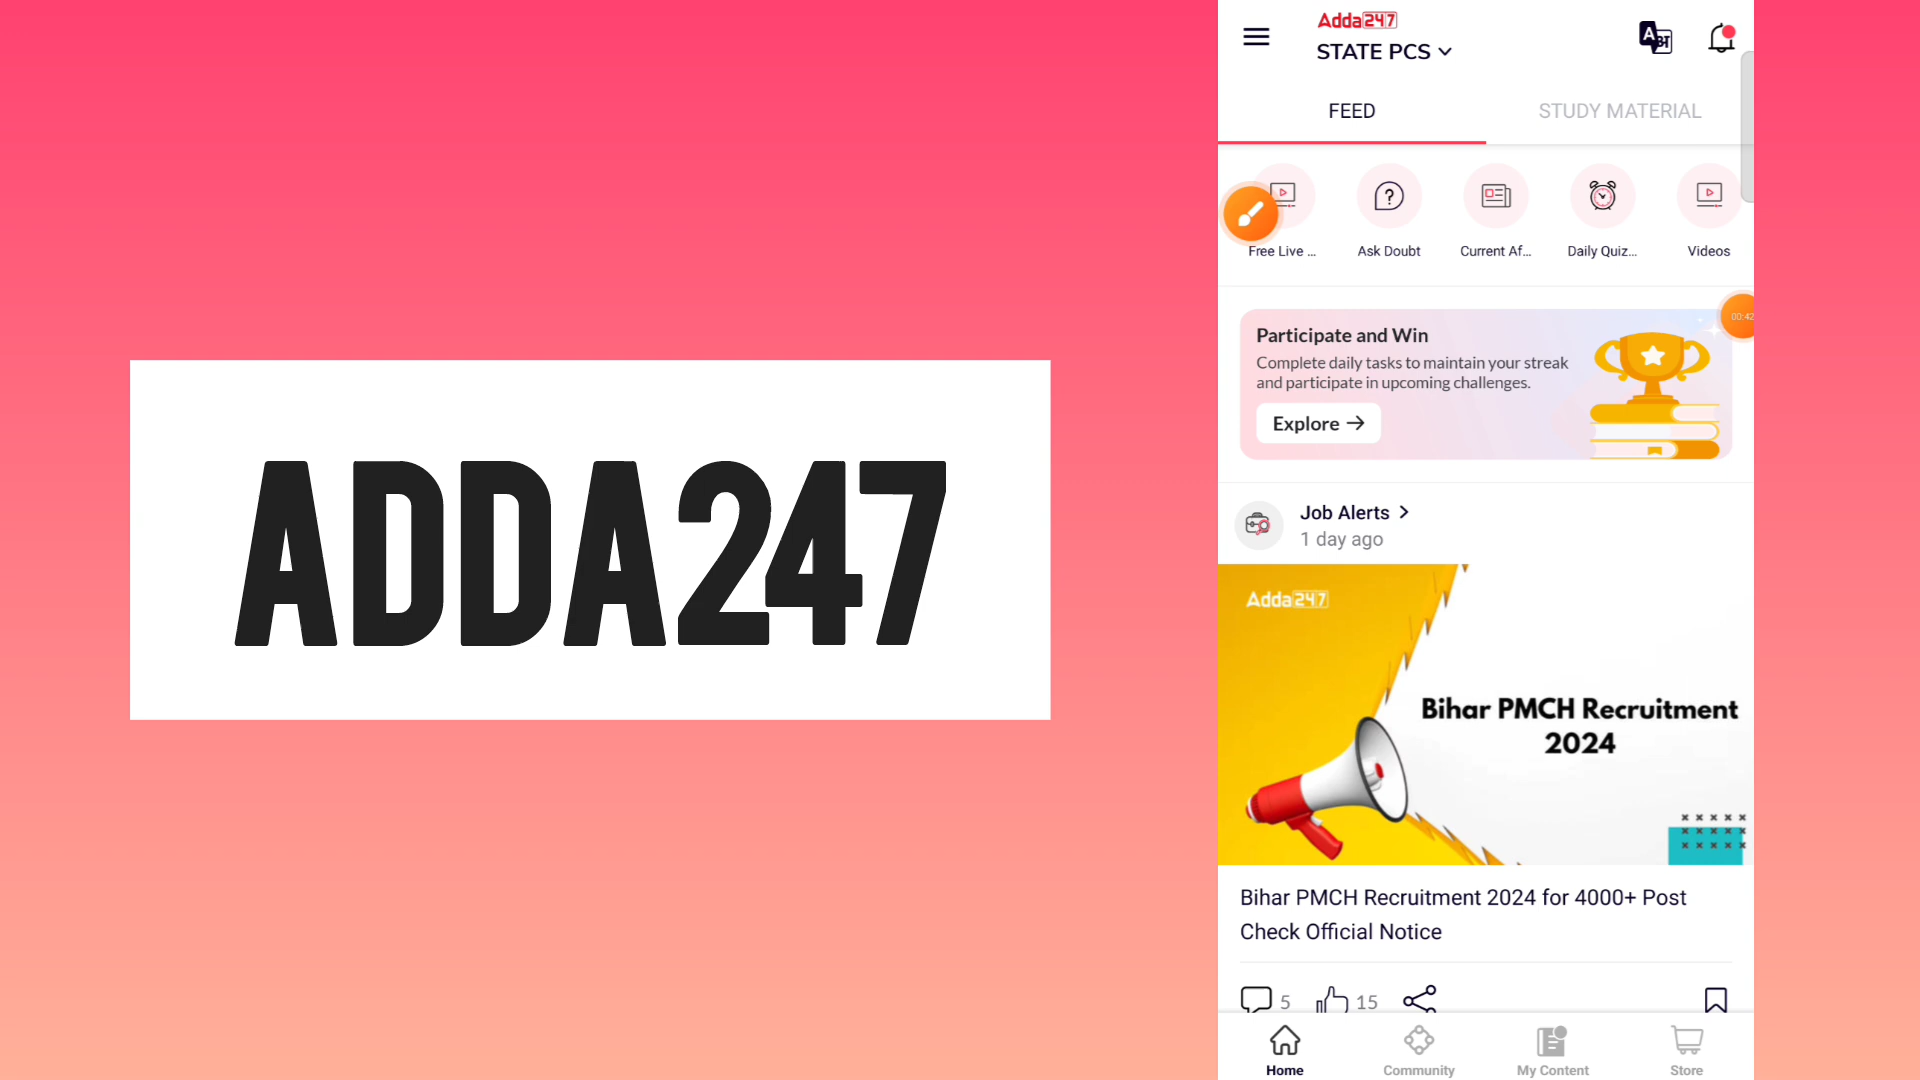 ADDA247
Adda247
STATE PCS
FEED
STUDY MATERIAL
Free Live ...
Ask Doubt
Current Af...
Daily Quiz...
Videos
00:42
Participate and Win
Complete daily tasks to maintain your streak
and participate in upcoming challenges.
Explore
Job Alerts
1 day ago
Adda247
Bihar PMCH Recruitment
2024
Bihar PMCH Recruitment 2024 for 4000+ Post
Check Official Notice
5
15
Home
Community
My Content
Store